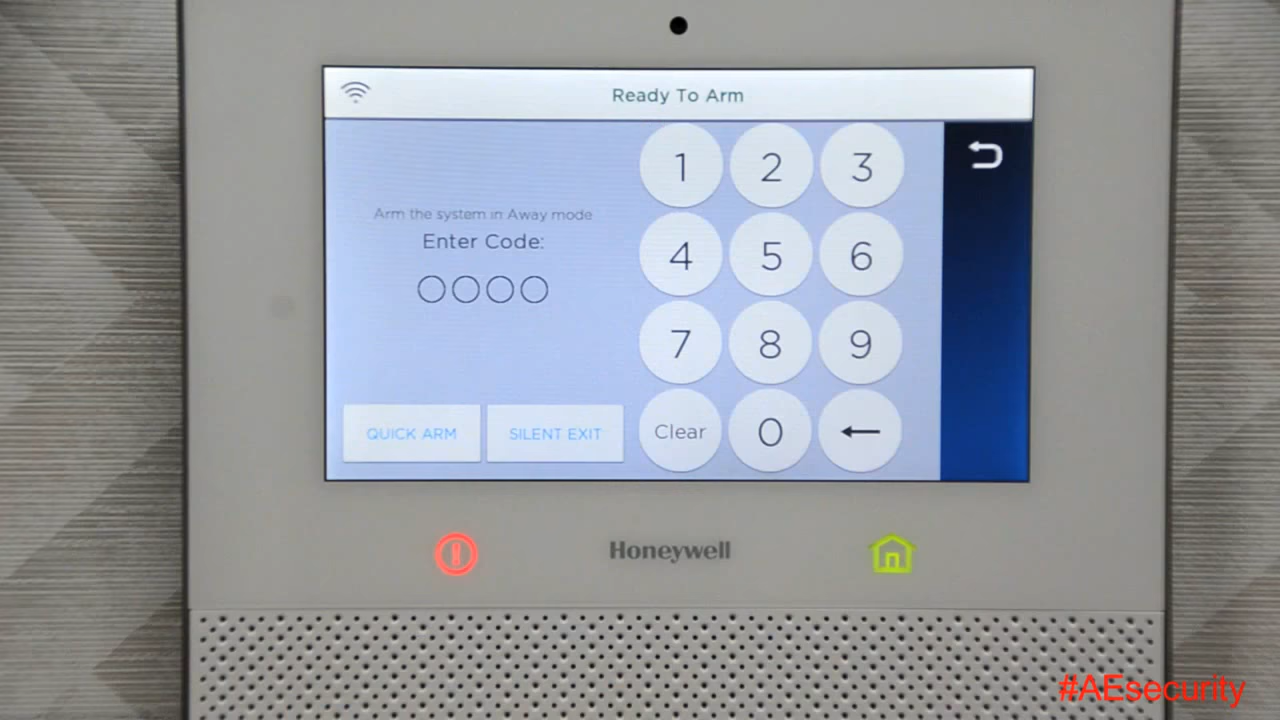 Ready To Arm
Arm the system in Away mode
Enter Code:
1 2 3
4 5 6
7 8 9
Clear 0
QUICK ARM SILENT EXIT
Honeywell
#AEsecurity